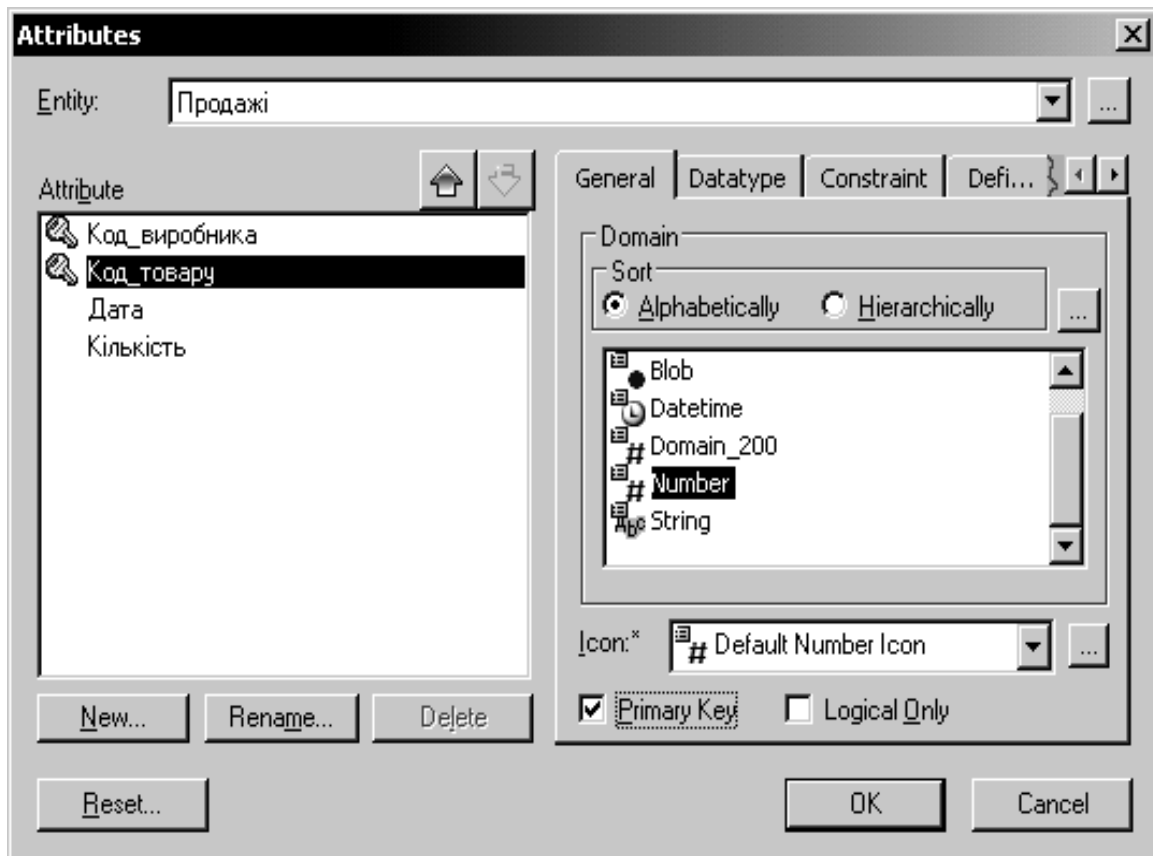 Attributes
Entity: Продажі ...
Attribute
Код_виробника
Код_товару
Дата
Кількість
New... Rename... Delete
Reset...
General Datatype Constraint Defi...
Domain
Sort
Alphabetically Hierarchically ...
Blob
Datetime
Domain_200
Number
String
Icon:* Default Number Icon ...
Primary Key Logical Only
OK Cancel